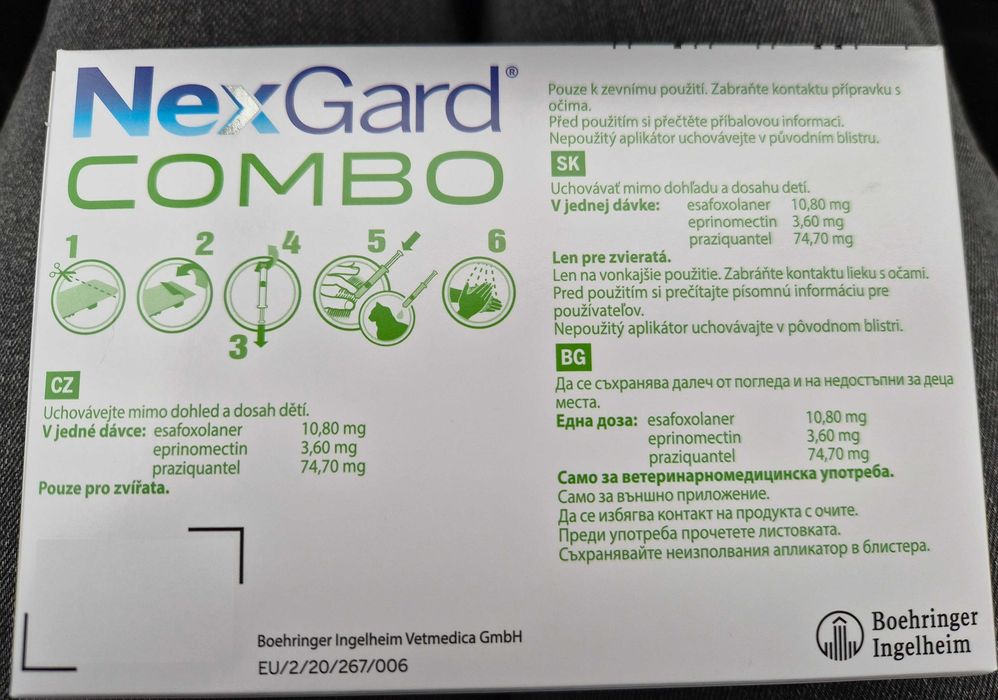 NexGard®
COMBO
1 2 4 5 6
3
CZ
Uchovávejte mimo dohled a dosah dětí.
V jedné dávce: esafoxolaner 10,80 mg
eprinomectin 3,60 mg
praziquantel 74,70 mg
Pouze pro zvířata.
Boehringer Ingelheim Vetmedica GmbH
EU/2/20/267/006
Pouze k zevnímu použití. Zabraňte kontaktu přípravku s
očima.
Před použitím si přečtěte příbalovou informaci.
Nepoužitý aplikátor uchovávejte v původním blistru.
SK
Uchovávať mimo dohľadu a dosahu detí.
V jednej dávke: esafoxolaner 10,80 mg
eprinomectin 3,60 mg
praziquantel 74,70 mg
Len pre zvieratá.
Len na vonkajšie použitie. Zabráňte kontaktu lieku s očami.
Pred použitím si prečítajte písomnú informáciu pre
používateľov.
Nepoužitý aplikátor uchovávajte v pôvodnom blistri.
BG
Да се съхранява далеч от погледа и на недостъпни за деца
места.
Една доза: esafoxolaner 10,80 mg
eprinomectin 3,60 mg
praziquantel 74,70 mg
Само за ветеринарномедицинска употреба.
Само за външно приложение.
Да се избягва контакт на продукта с очите.
Преди употреба прочетете листовката.
Съхранявайте неизползвания апликатор в блистера.
Boehringer
Ingelheim